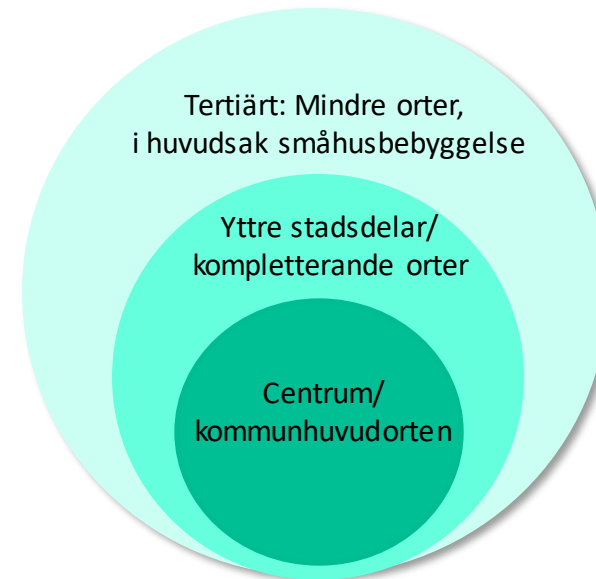 Tertiärt: Mindre orter,
i huvudsak småhusbebyggelse
Yttre stadsdelar/
kompletterande orter
Centrum/
kommunhuvudorten